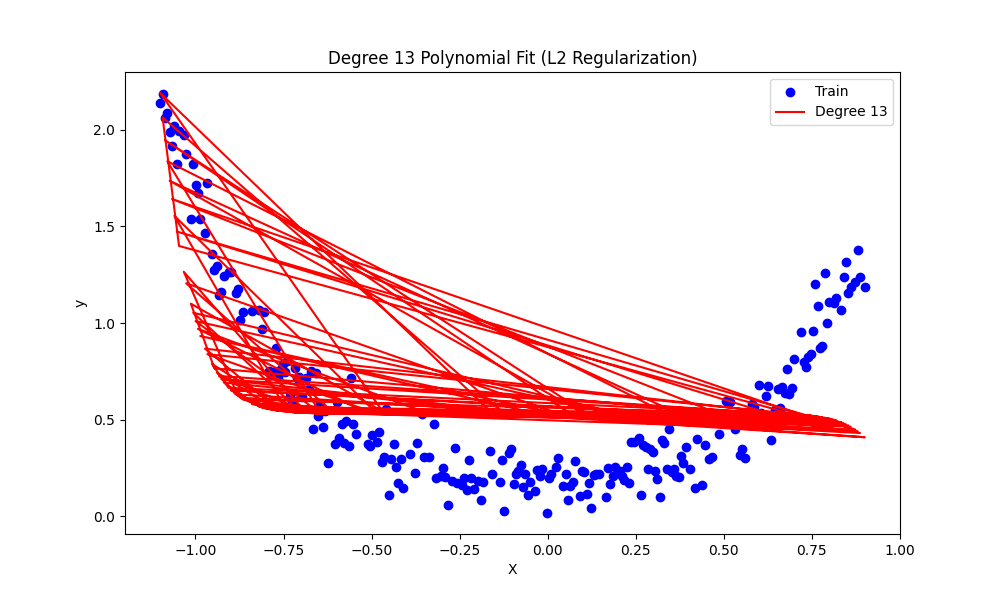 Degree 13 Polynomial Fit (L2 Regularization)
Train
Degree 13
2.0
1.5
1.0
0.5
0.0
y
−1.00
−0.75
−0.50
−0.25
0.00
0.25
0.50
0.75
1.00
X